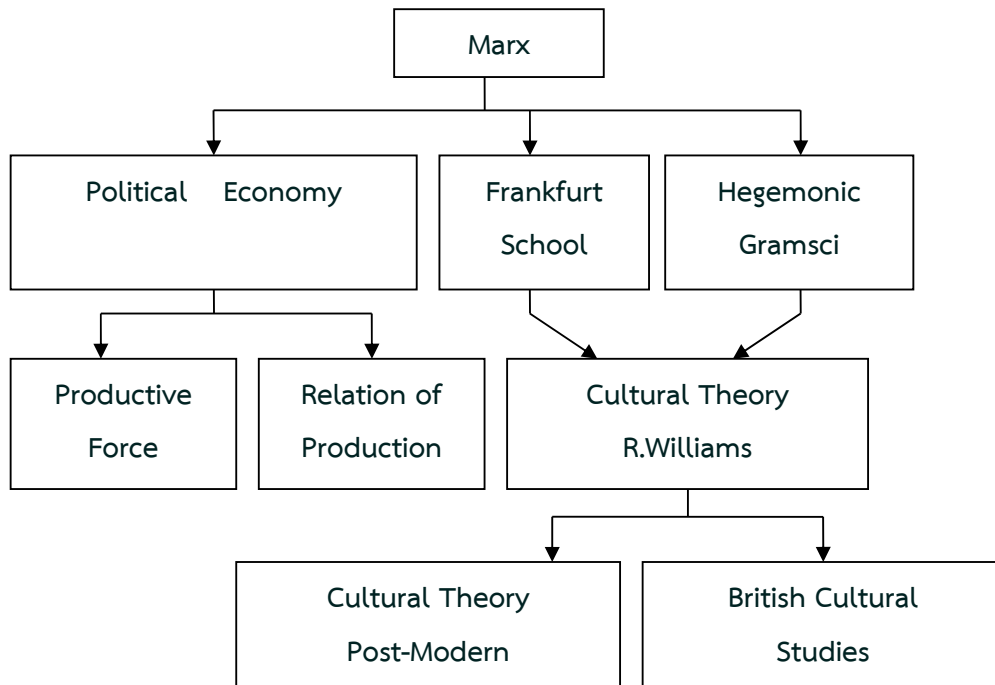 Marx
Political Economy
Frankfurt
School
Hegemonic
Gramsci
Productive
Force
Relation of
Production
Cultural Theory
R.Williams
Cultural Theory
Post-Modern
British Cultural
Studies